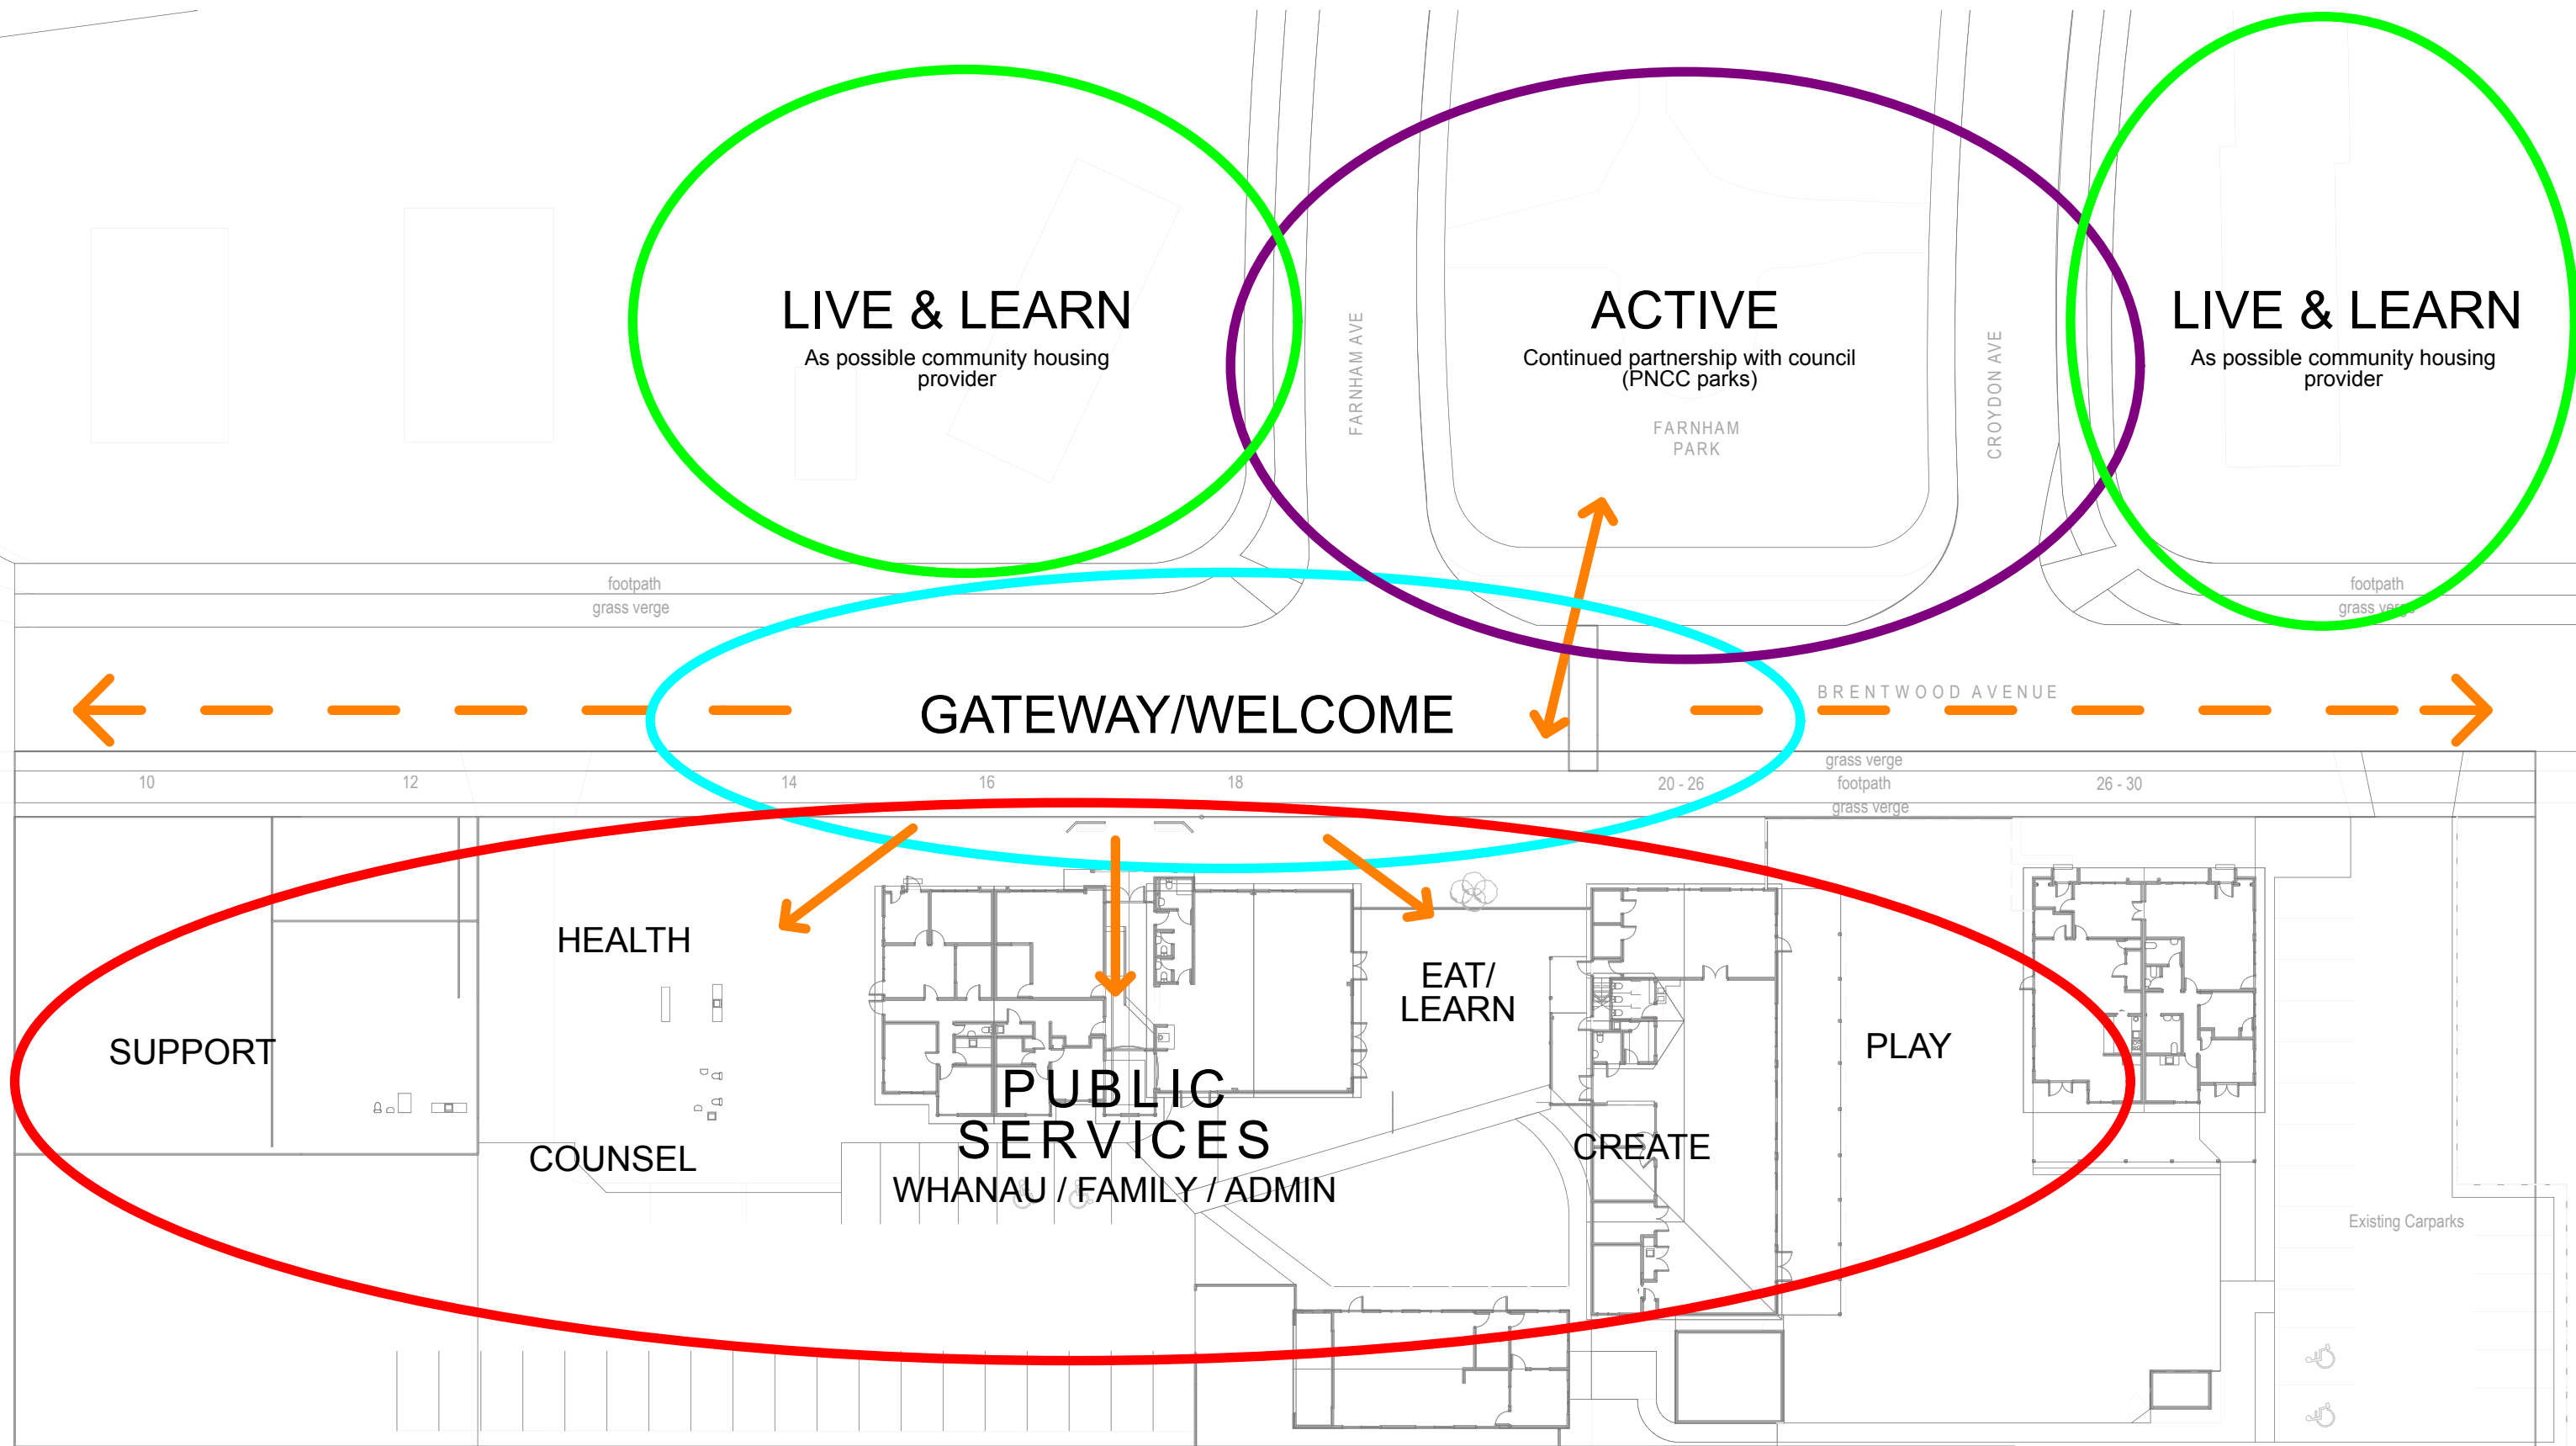 LIVE & LEARN
As possible community housing
provider
FARNHAM AVE
ACTIVE
Continued partnership with council
(PNCC parks)
FARNHAM
PARK
CROYDON AVE
LIVE & LEARN
As possible community housing
provider
footpath
grass verge
footpath
grass verge
GATEWAY/WELCOME
BRENTWOOD AVENUE
grass verge
10
12
14
16
18
20 - 26
footpath
26 - 30
grass verge
HEALTH
EAT/
LEARN
SUPPORT
PLAY
PUBLIC
SERVICES
COUNSEL
CREATE
WHANAU / FAMILY / ADMIN
Existing Carparks